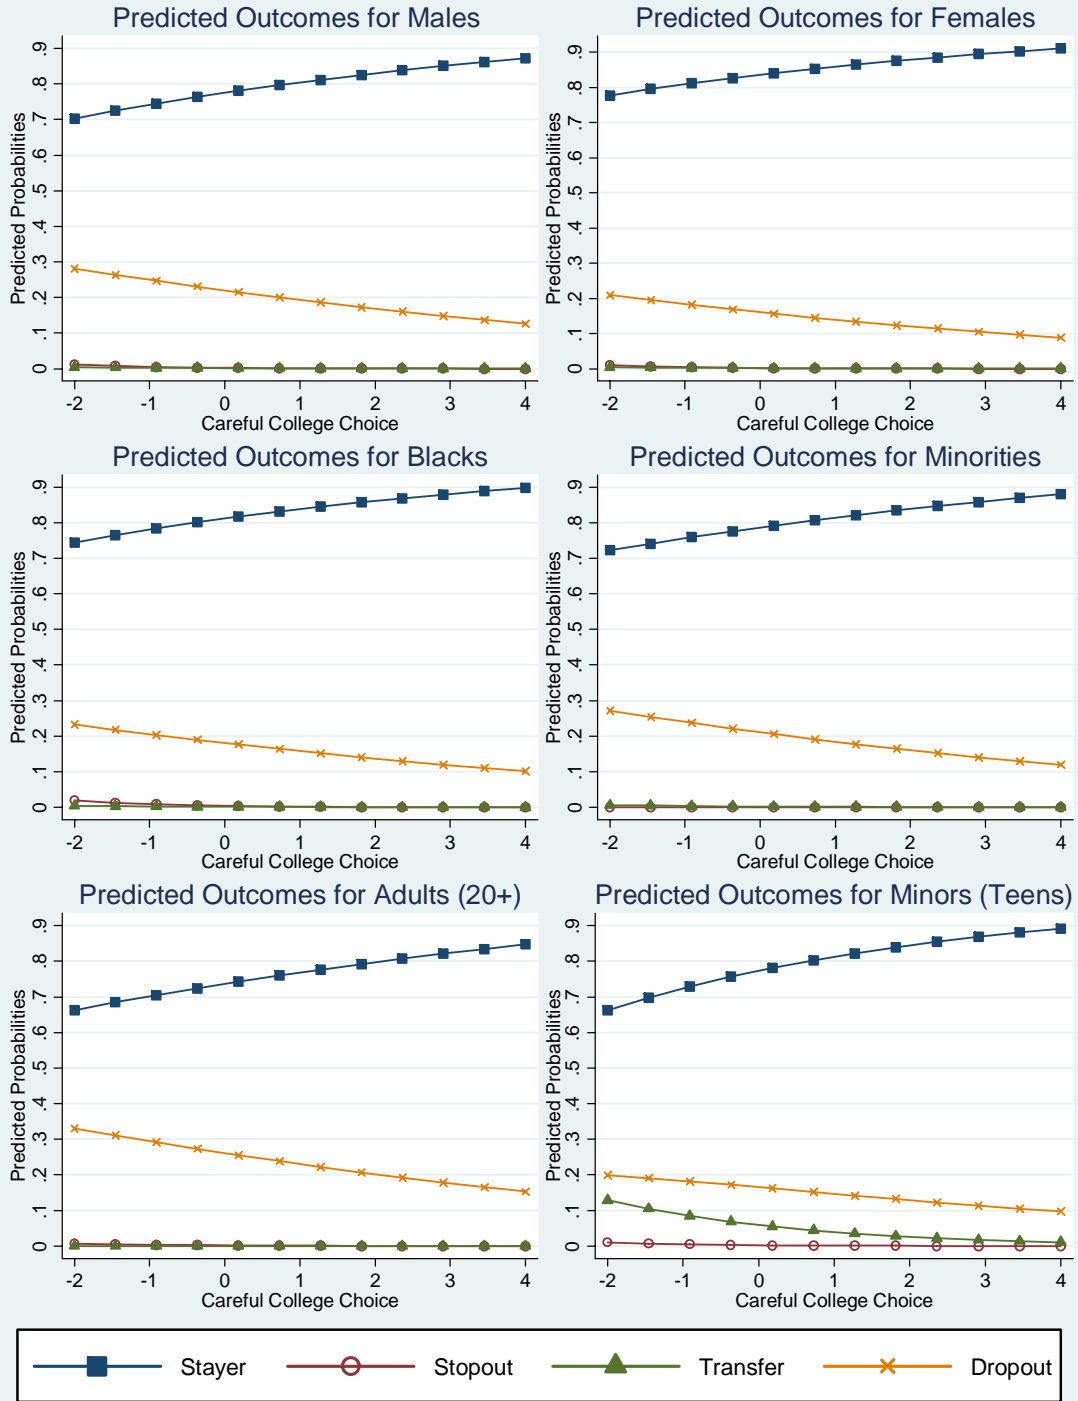 Predicted Outcomes for Males
Predicted Probabilities
0 .1 .2 .3 .4 .5 .6 .7 .8 .9
-2 -1 0 1 2 3 4
Careful College Choice
Predicted Outcomes for Females
Predicted Probabilities
0 .1 .2 .3 .4 .5 .6 .7 .8 .9
-2 -1 0 1 2 3 4
Careful College Choice
Predicted Outcomes for Blacks
Predicted Probabilities
0 .1 .2 .3 .4 .5 .6 .7 .8 .9
-2 -1 0 1 2 3 4
Careful College Choice
Predicted Outcomes for Minorities
Predicted Probabilities
0 .1 .2 .3 .4 .5 .6 .7 .8 .9
-2 -1 0 1 2 3 4
Careful College Choice
Predicted Outcomes for Adults (20+)
Predicted Probabilities
0 .1 .2 .3 .4 .5 .6 .7 .8 .9
-2 -1 0 1 2 3 4
Careful College Choice
Predicted Outcomes for Minors (Teens)
Predicted Probabilities
0 .1 .2 .3 .4 .5 .6 .7 .8 .9
-2 -1 0 1 2 3 4
Careful College Choice
Stayer Stopout Transfer Dropout